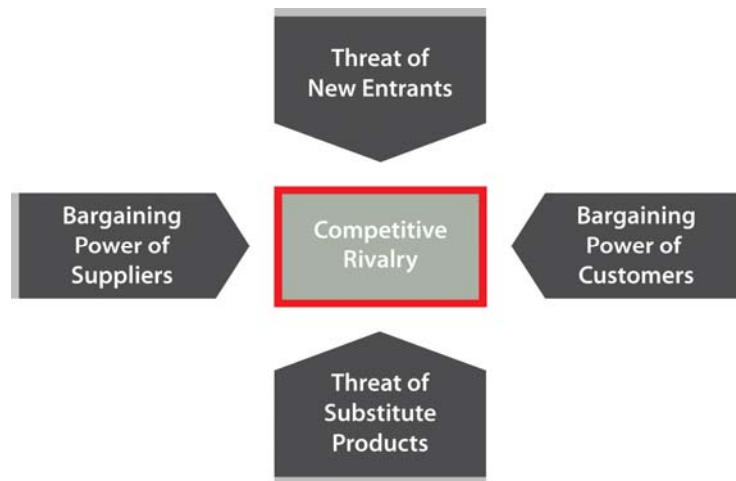 Threat of
New Entrants
Bargaining
Power of
Suppliers
Competitive
Rivalry
Bargaining
Power of
Customers
Threat of
Substitute
Products